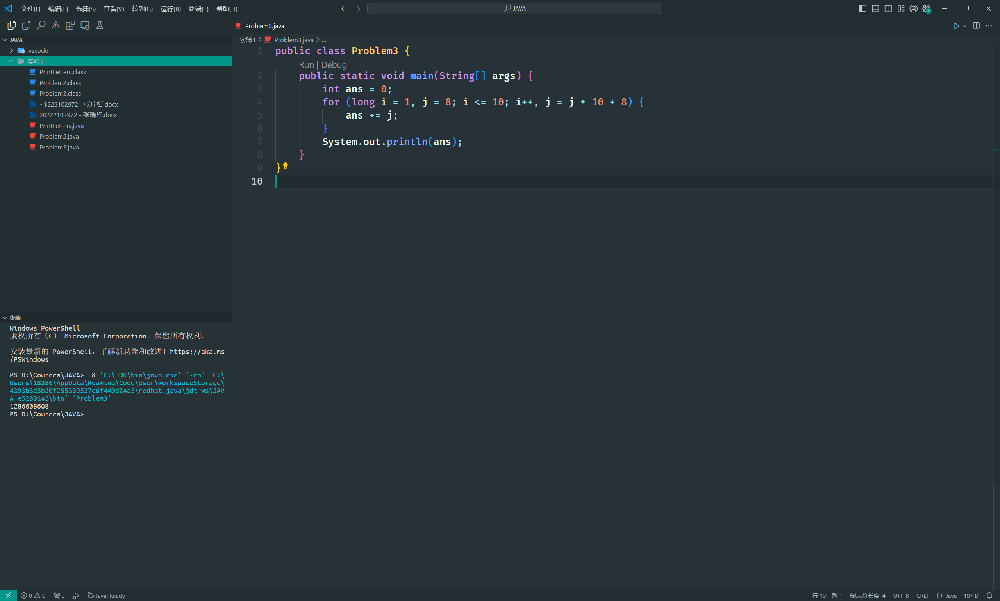 文件(F) 编辑(E) 选择(S) 查看(V) 转到(G) 运行(R) 终端(T) 帮助(H) JAVA 1
Problem3.java
JAVA
.vscode
实验1
PrintLetters.class
Problem2.class
Problem3.class
~$222102972 - 张瑞哲.docx
20222102972 - 张瑞哲.docx
PrintLetters.java
Problem2.java
Problem3.java
实验1 > Problem3.java > ...
1 public class Problem3 {
Run | Debug
2 public static void main(String[] args) {
3 int ans = 0;
4 for (long i = 1, j = 8; i <= 10; i++, j = j * 10 + 8) {
5 ans += j;
6 }
7 System.out.println(ans);
8 }
9 }
10
终端
Windows PowerShell
版权所有（C） Microsoft Corporation。保留所有权利。
安装最新的 PowerShell，了解新功能和改进！https://aka.ms
/PSWindows
PS D:\Cources\JAVA>  & 'C:\JDK\bin\java.exe' '-cp' 'C:\
Users\18386\AppData\Roaming\Code\User\workspaceStorage\
4393b3d3b20f255339537c6f440d24a5\redhat.java\jdt_ws\JAV
A_e5280142\bin' 'Problem3'
1286608608
PS D:\Cources\JAVA>
0 0 0 Java: Ready 行 10，列 1 制表符长度: 4 UTF-8 CRLF {} Java 197 B